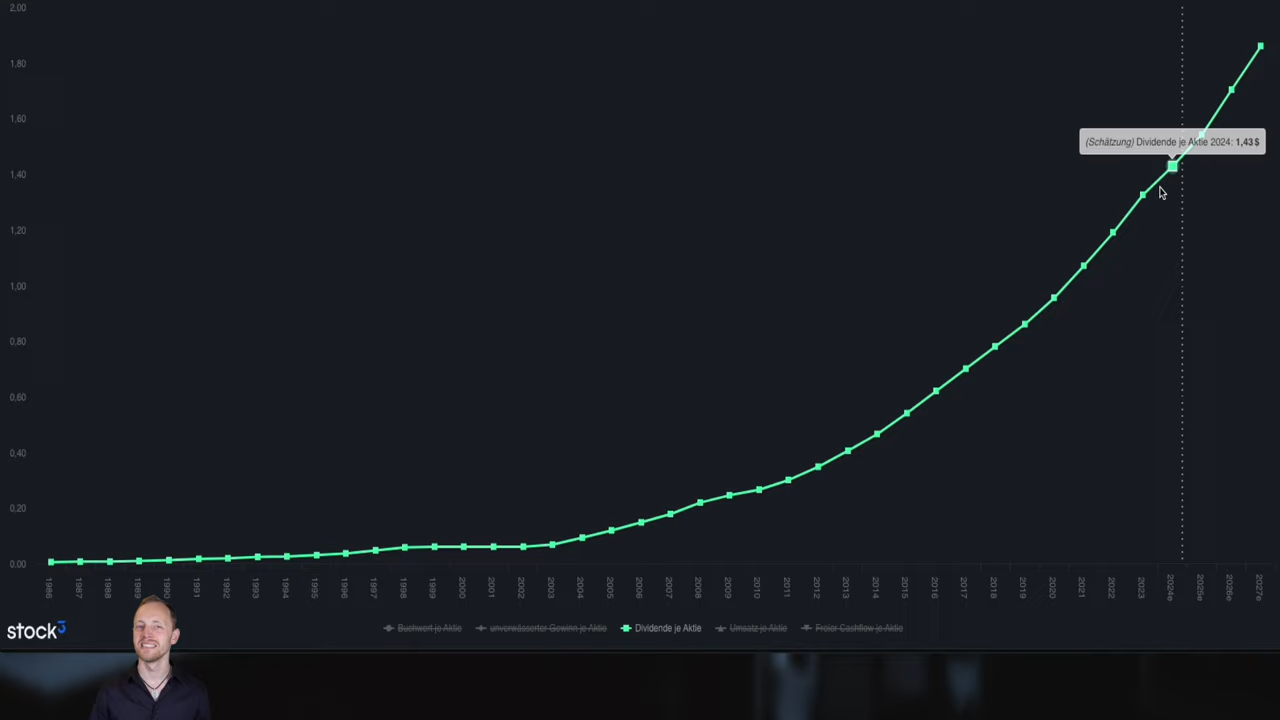 2,00
1,80
1,60
(Schätzung) Dividende je Aktie 2024: 1,43 $
1,40
1,20
1,00
0,80
0,60
0,40
0,20
0,00
1986 1987 1988 1989 1990 1991 1992 1993 1994 1995 1996 1997 1998 1999 2000 2001 2002 2003 2004 2005 2006 2007 2008 2009 2010 2011 2012 2013 2014 2015 2016 2017 2018 2019 2020 2021 2022 2023 2024e 2025e 2026e 2027e
stock3
Buchwert je Aktie unverwässerter Gewinn je Aktie Dividende je Aktie Umsatz je Aktie Freier Cashflow je Aktie